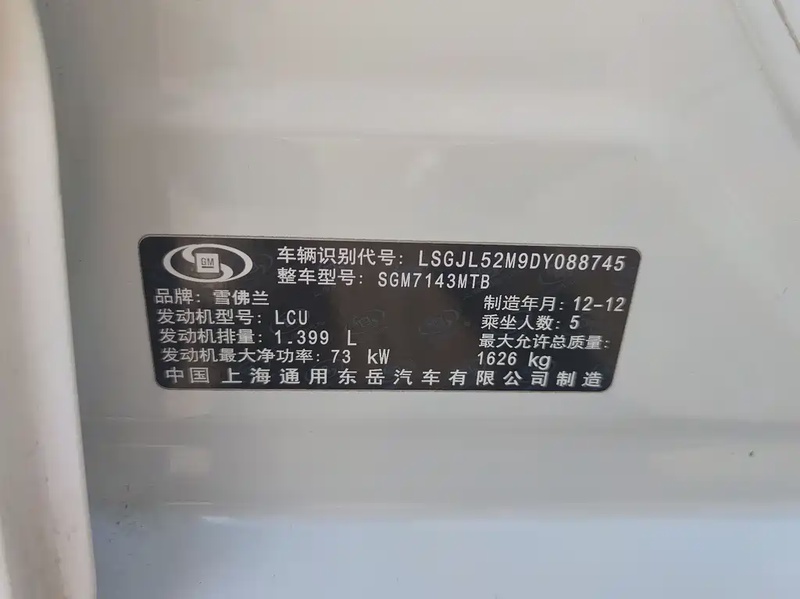 GM
车辆识别代号: LSGJL52M9DY088745
整车型号: SGM7143MTB
品牌: 雪佛兰
制造年月: 12-12
发动机型号: LCU
乘坐人数: 5
发动机排量: 1.399 L
最大允许总质量:
发动机最大净功率: 73 kW
1626 kg
中国上海通用东岳汽车有限公司制造